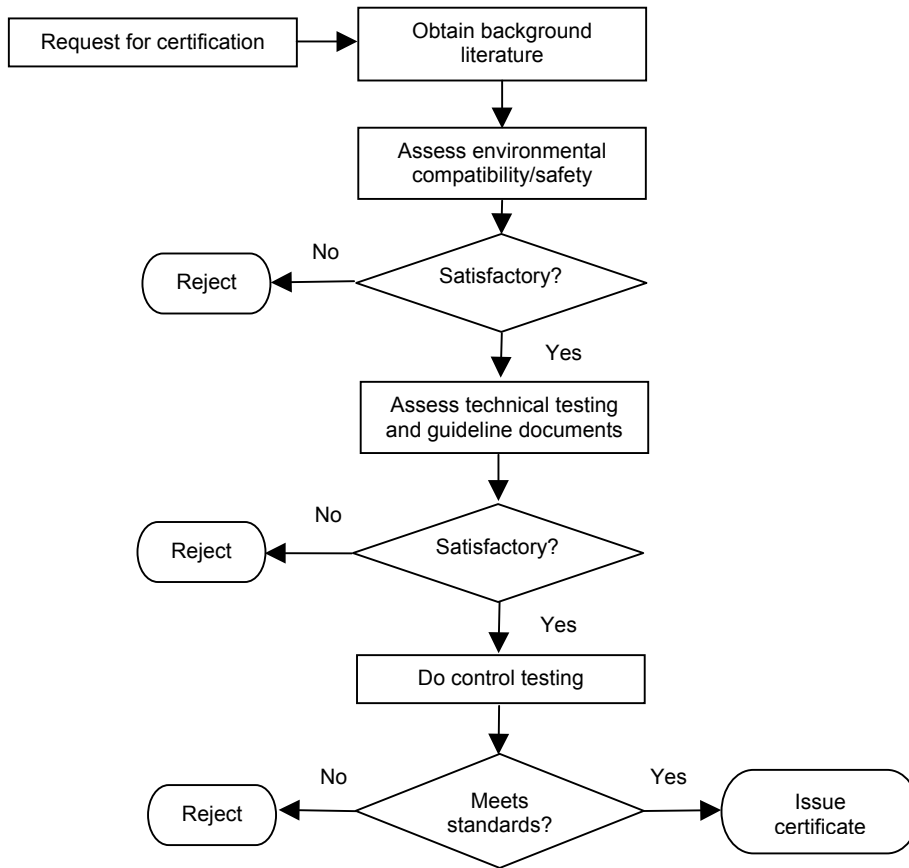 Request for certification
Obtain background
literature
Assess environmental
compatibility/safety
No
Reject
Satisfactory?
Yes
Assess technical testing
and guideline documents
No
Reject
Satisfactory?
Yes
Do control testing
No
Yes
Reject
Meets
standards?
Issue
certificate